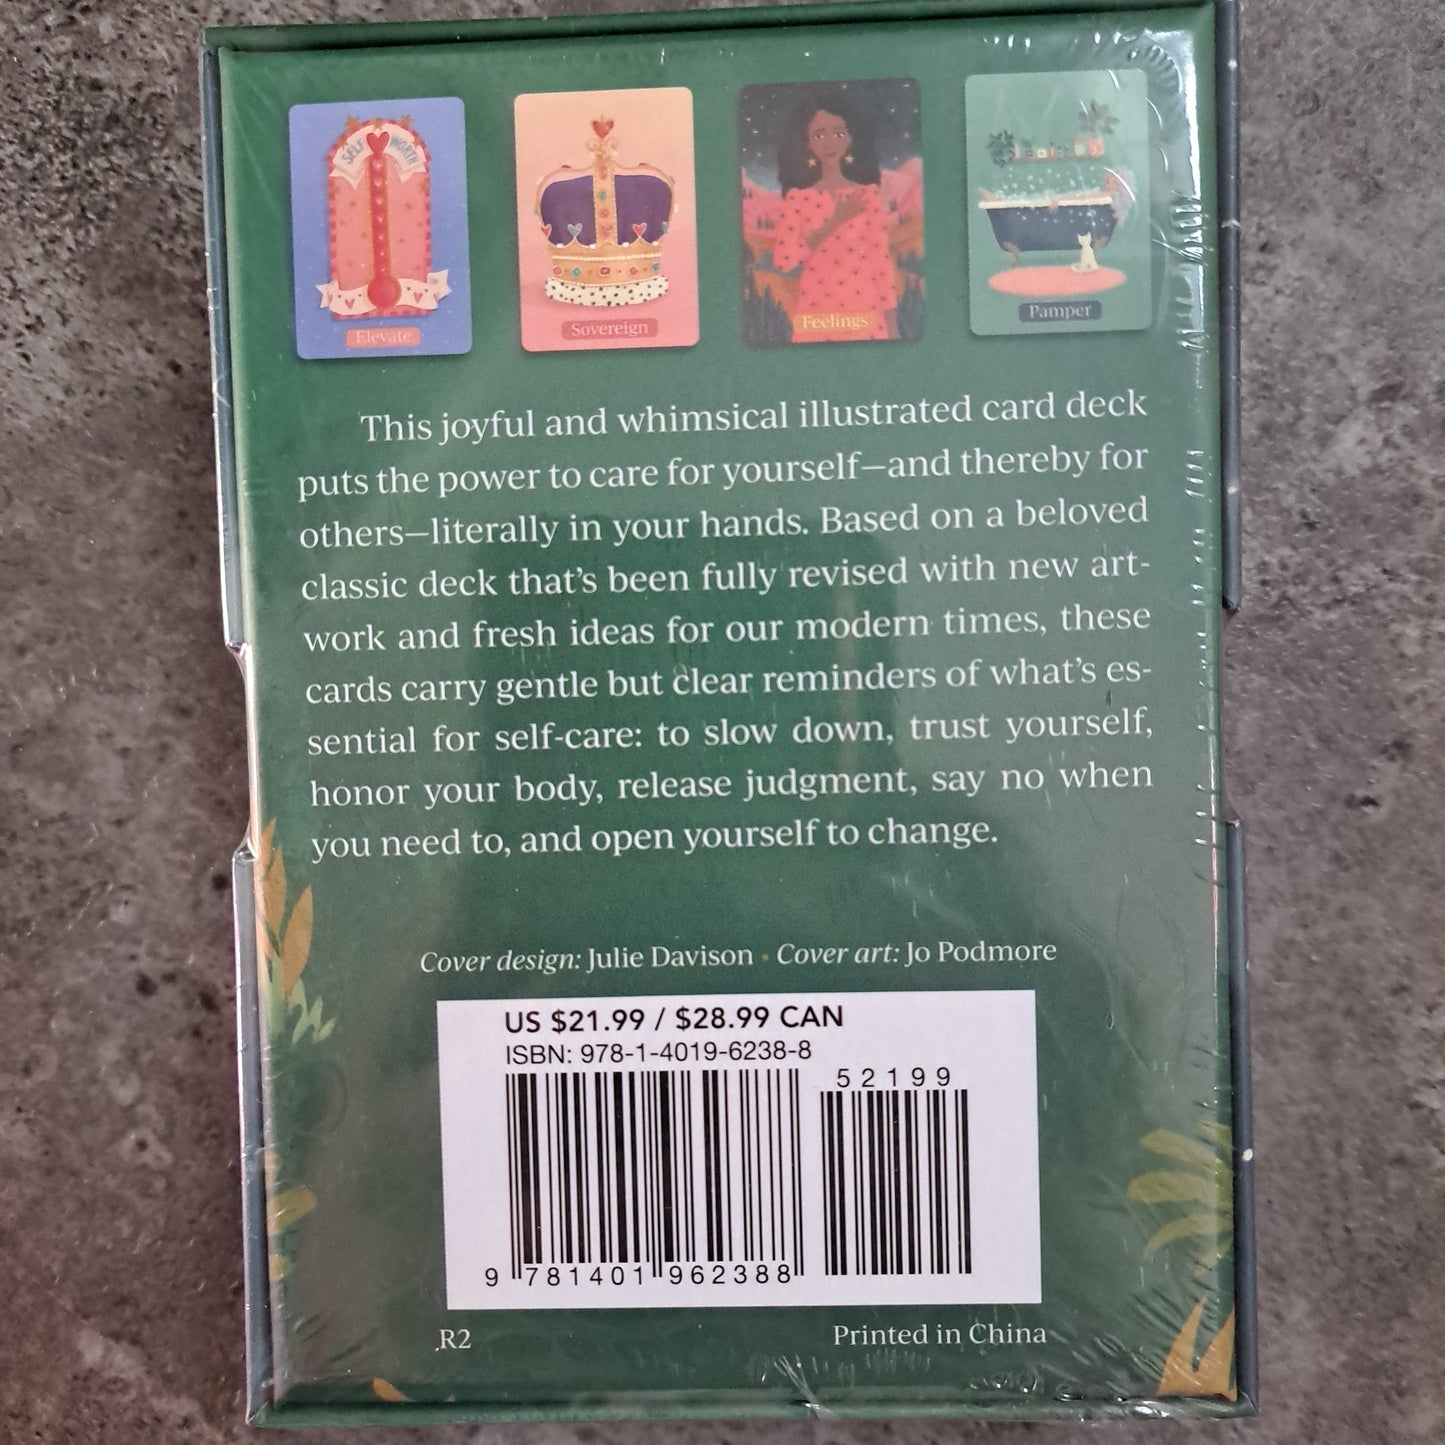 SELF WORTH
Elevate
Sovereign
Feelings
Pamper
This joyful and whimsical illustrated card deck
puts the power to care for yourself—and thereby for
others—literally in your hands. Based on a beloved
classic deck that's been fully revised with new art-
work and fresh ideas for our modern times, these
cards carry gentle but clear reminders of what's es-
sential for self-care: to slow down, trust yourself,
honor your body, release judgment, say no when
you need to, and open yourself to change.
Cover design: Julie Davison • Cover art: Jo Podmore
US $21.99 / $28.99 CAN
ISBN: 978-1-4019-6238-8
52199
9 781401 962388
R2 Printed in China